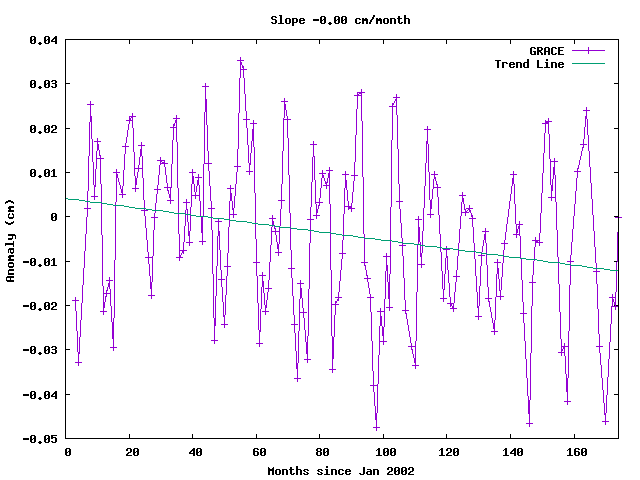 Slope -0.00 cm/month
GRACE
Trend Line
0.04
0.03
0.02
0.01
0
-0.01
-0.02
-0.03
-0.04
-0.05
Anomaly (cm)
0 20 40 60 80 100 120 140 160
Months since Jan 2002